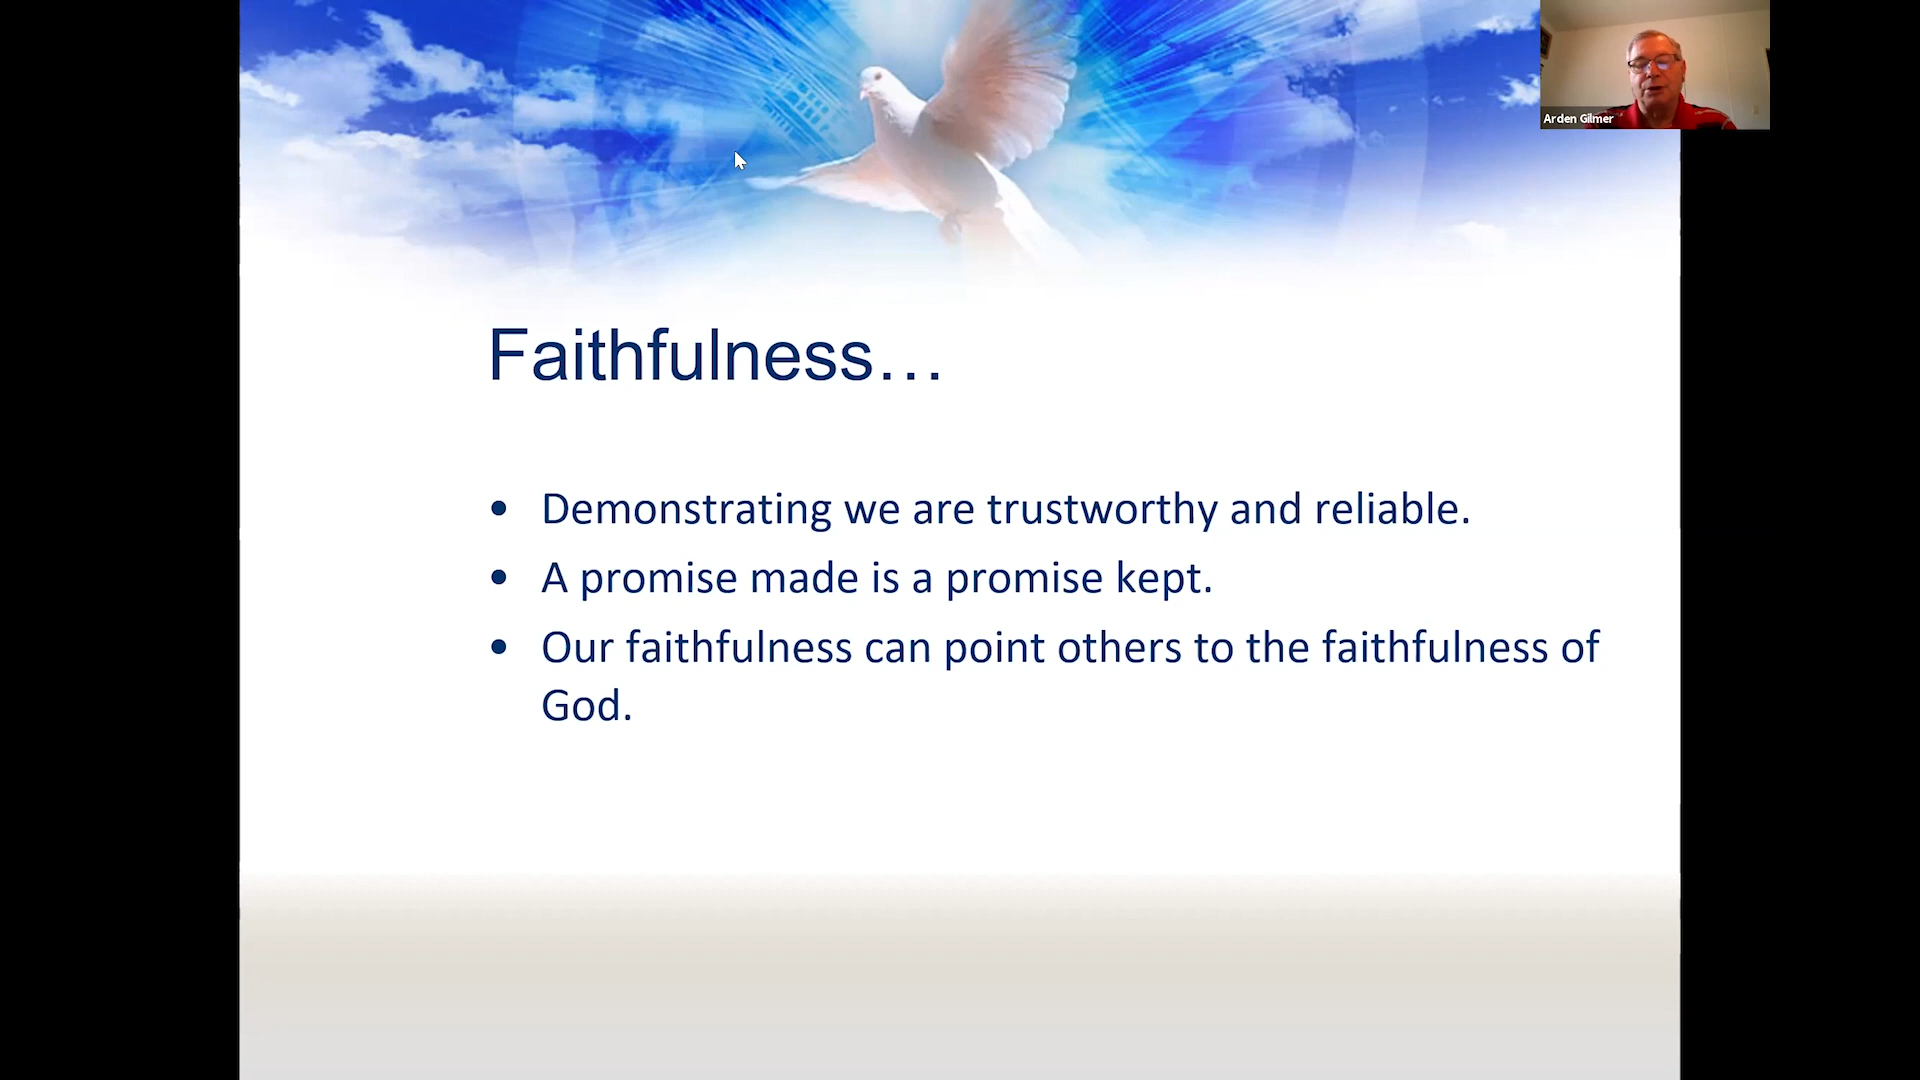 Arden Gilmer
Faithfulness…
• Demonstrating we are trustworthy and reliable.
• A promise made is a promise kept.
• Our faithfulness can point others to the faithfulness of
God.